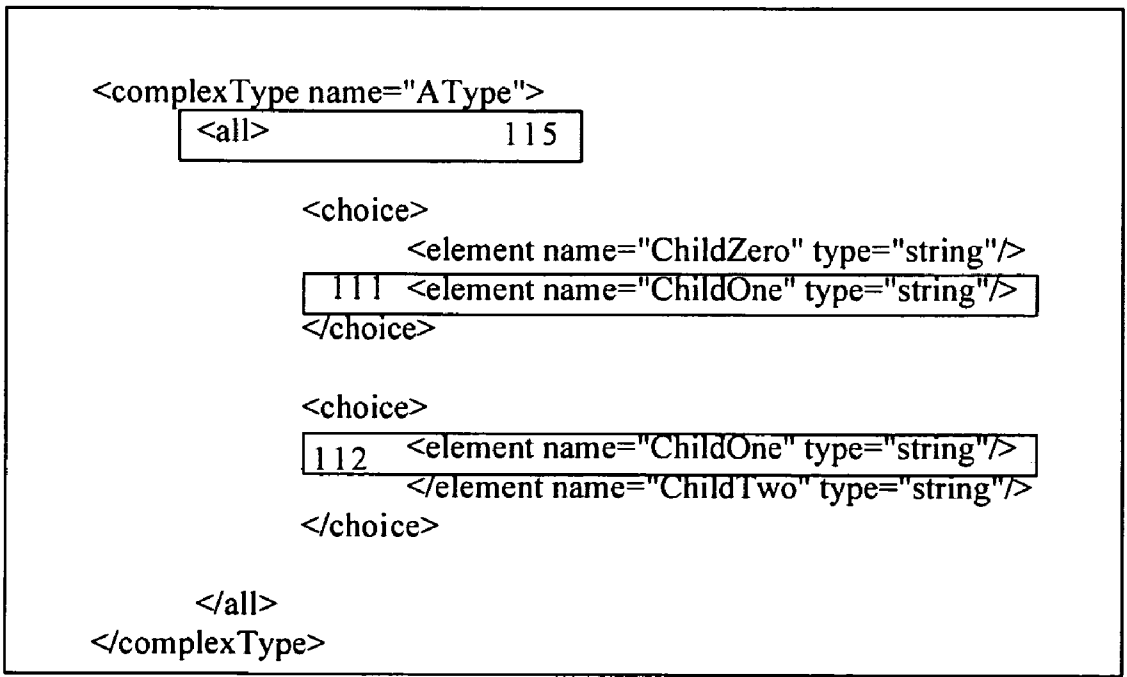 <complexType name="AType">
<all> 115
<choice>
<element name="ChildZero" type="string"/>
111 <element name="ChildOne" type="string"/>
</choice>
<choice>
112 <element name="ChildOne" type="string"/>
</element name="ChildTwo" type="string"/>
</choice>
</all>
</complexType>